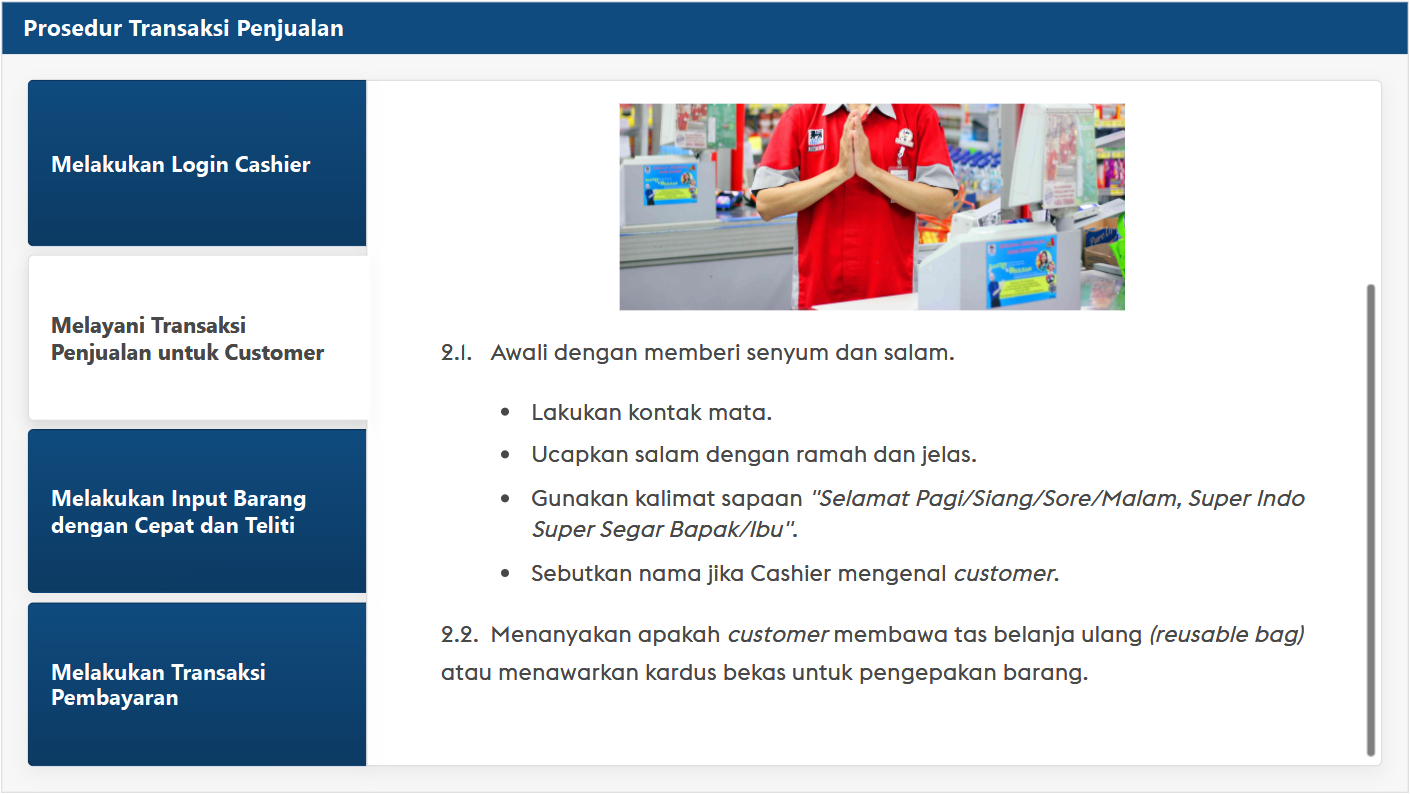 Prosedur Transaksi Penjualan
Melakukan Login Cashier
Melayani Transaksi
Penjualan untuk Customer
Melakukan Input Barang
dengan Cepat dan Teliti
Melakukan Transaksi
Pembayaran
2.1. Awali dengan memberi senyum dan salam.
• Lakukan kontak mata.
• Ucapkan salam dengan ramah dan jelas.
• Gunakan kalimat sapaan "Selamat Pagi/Siang/Sore/Malam, Super Indo
Super Segar Bapak/Ibu".
• Sebutkan nama jika Cashier mengenal customer.
2.2. Menanyakan apakah customer membawa tas belanja ulang (reusable bag)
atau menawarkan kardus bekas untuk pengepakan barang.